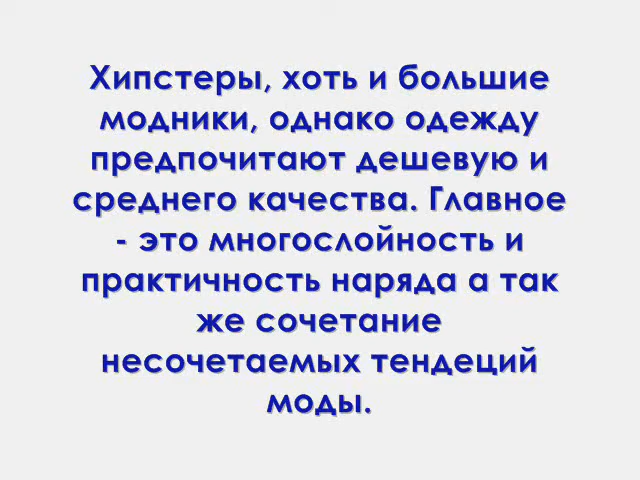 Хипстеры, хоть и большие
модники, однако одежду
предпочитают дешевую и
среднего качества. Главное
- это многослойность и
практичность наряда а так
же сочетание
несочетаемых тендеций
моды.